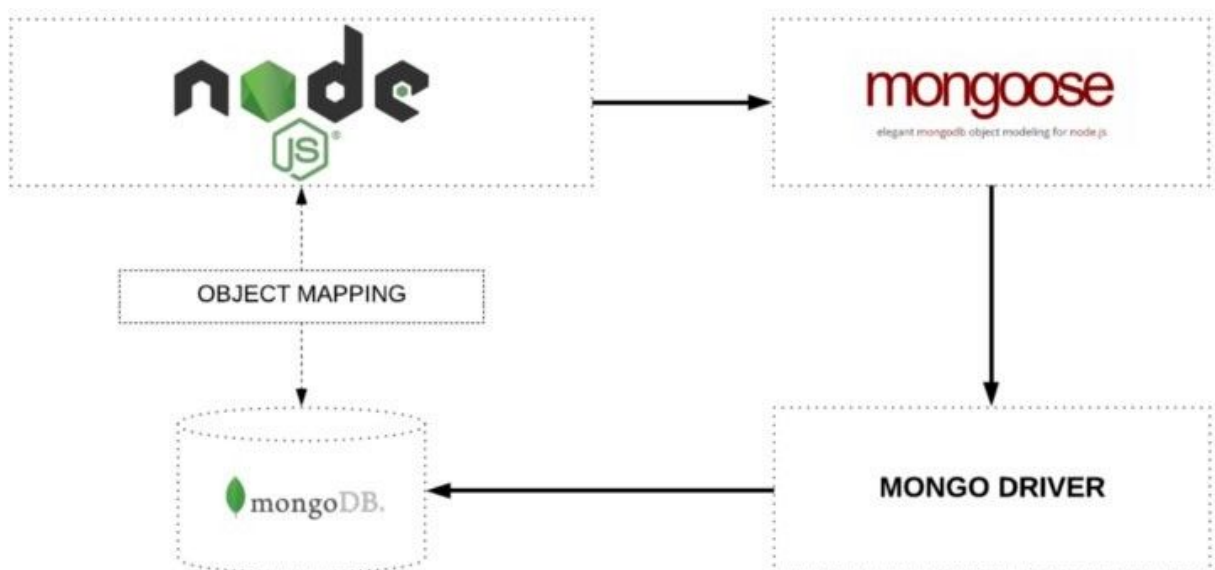 node
JS®
mongoose
elegant mongodb object modeling for node.js
OBJECT MAPPING
mongoDB.
MONGO DRIVER